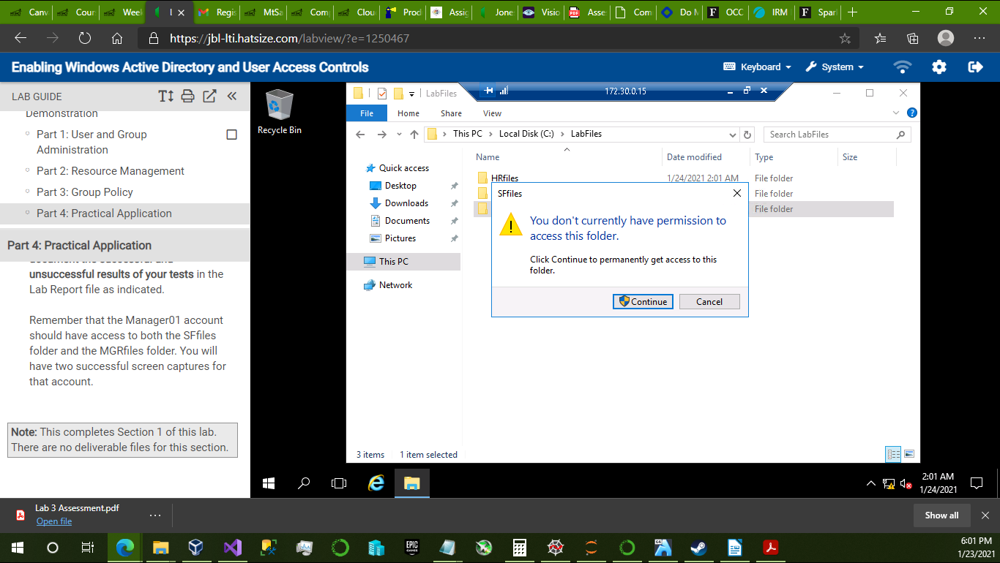 Canv
Cour
Week
I
Regis
MtSa
Com
Clou
Prod
Assig
Jone
Visio
Asse
Com
Do M
OCC
IRM
Spar
https://jbl-lti.hatsize.com/labview/?e=1250467
Enabling Windows Active Directory and User Access Controls
Keyboard
System
LAB GUIDE
Demonstration
Part 1: User and Group
Administration
Part 2: Resource Management
Part 3: Group Policy
Part 4: Practical Application
Part 4: Practical Application
document the successful and
unsuccessful results of your tests in the
Lab Report file as indicated.
Remember that the Manager01 account
should have access to both the SFfiles
folder and the MGRfiles folder. You will
have two successful screen captures for
that account.
Note: This completes Section 1 of this lab.
There are no deliverable files for this section.
Recycle Bin
LabFiles
172.30.0.15
File
Home
Share
View
This PC
Local Disk (C:)
LabFiles
Search LabFiles
Quick access
Desktop
Downloads
Documents
Pictures
This PC
Network
Name
Date modified
Type
Size
HRfiles
1/24/2021 2:01 AM
File folder
File folder
File folder
SFfiles
You don't currently have permission to
access this folder.
Click Continue to permanently get access to this
folder.
Continue
Cancel
3 items
1 item selected
2:01 AM
1/24/2021
Lab 3 Assessment.pdf
Open file
Show all
EPIC
GAMES
6:01 PM
1/23/2021